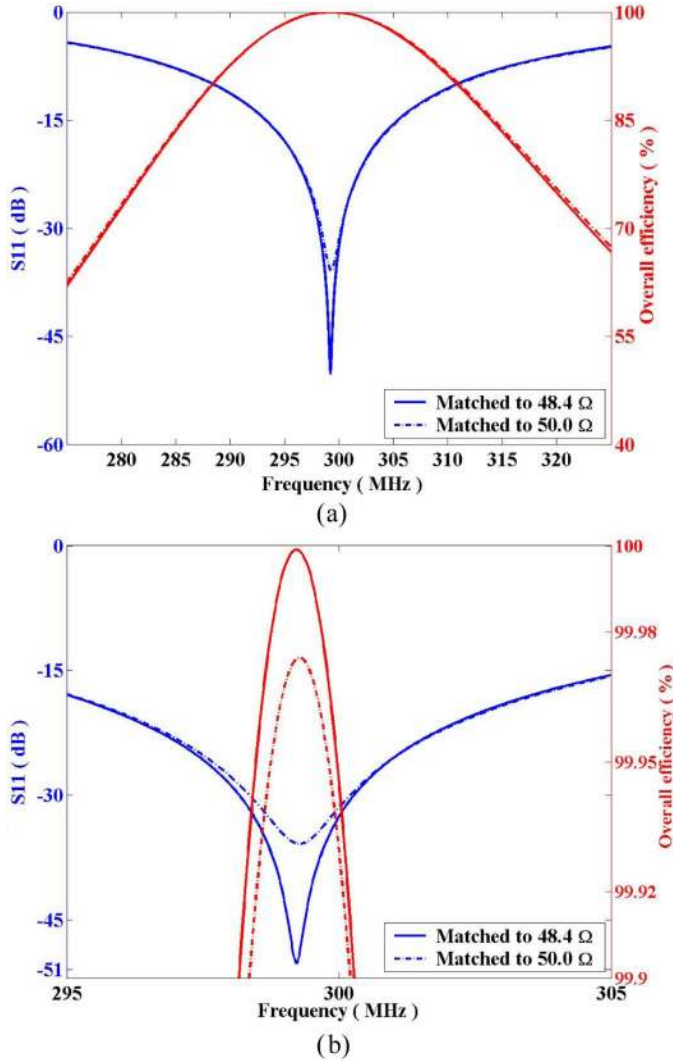 0
-15
-30
-45
-60
S11 ( dB )
100
85
70
55
40
Overall efficiency ( % )
Matched to 48.4 Ω
Matched to 50.0 Ω
280 285 290 295 300 305 310 315 320
Frequency ( MHz )
(a)
0
-15
-30
-45
-51
S11 ( dB )
100
99.98
99.95
99.92
99.9
Overall efficiency ( % )
Matched to 48.4 Ω
Matched to 50.0 Ω
295 300 305
Frequency ( MHz )
(b)